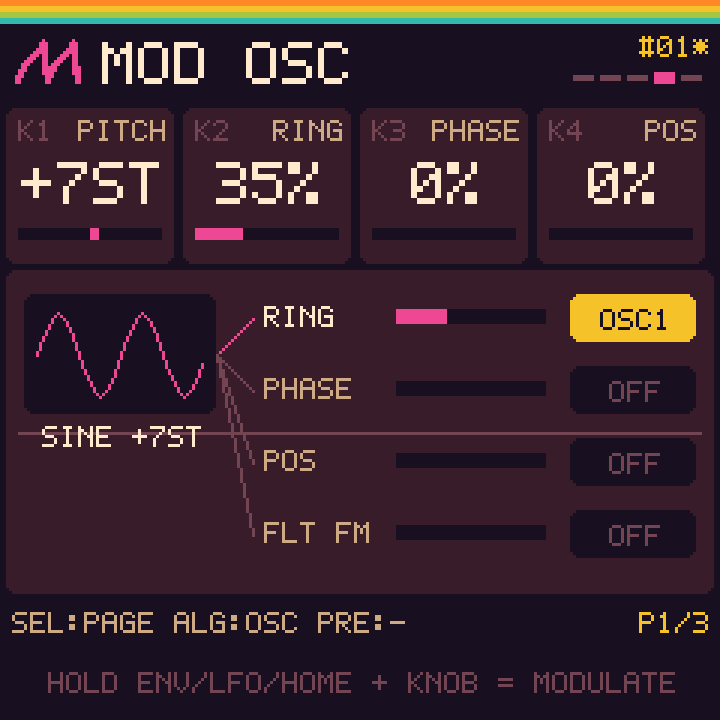 M MOD OSC #01*
K1 PITCH K2 RING K3 PHASE K4 POS
+7ST 35% 0% 0%
RING OSC1
PHASE OFF
SINE +7ST
POS OFF
FLT FM OFF
SEL:PAGE ALG:OSC PRE:- P1/3
HOLD ENV/LFO/HOME + KNOB = MODULATE